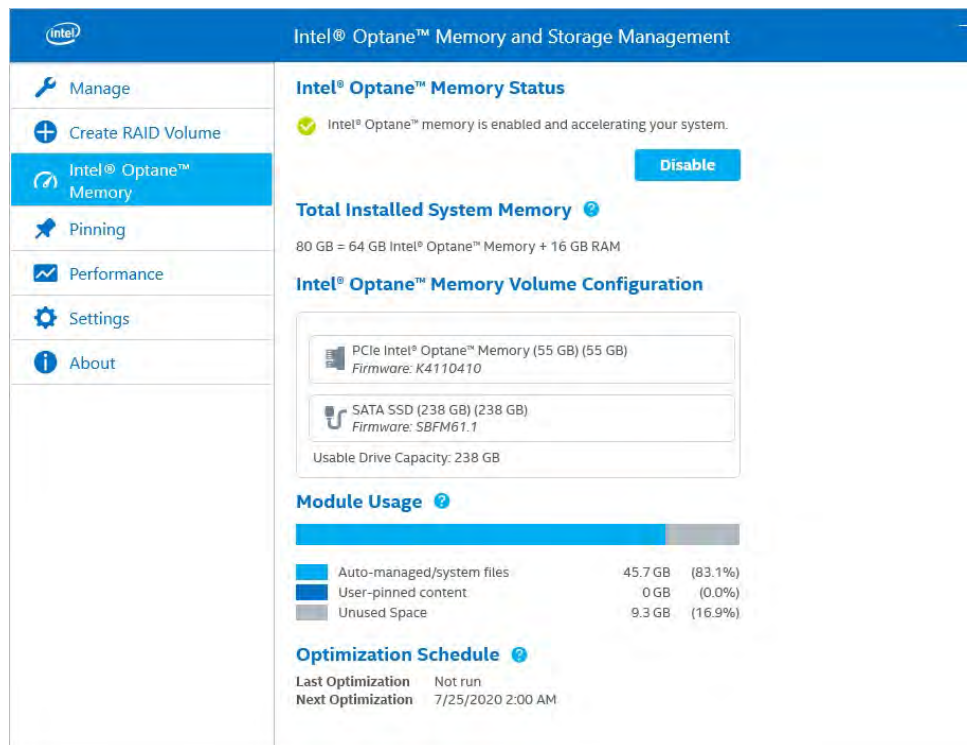 intel
Intel® Optane™ Memory and Storage Management
Manage
Create RAID Volume
Intel® Optane™
Memory
Pinning
Performance
Settings
About
Intel® Optane™ Memory Status
Intel® Optane™ memory is enabled and accelerating your system.
Disable
Total Installed System Memory ?
80 GB = 64 GB Intel® Optane™ Memory + 16 GB RAM
Intel® Optane™ Memory Volume Configuration
PCIe Intel® Optane™ Memory (55 GB) (55 GB)
Firmware: K4110410
SATA SSD (238 GB) (238 GB)
Firmware: SBFM61.1
Usable Drive Capacity: 238 GB
Module Usage ?
Auto-managed/system files 45.7 GB (83.1%)
User-pinned content 0 GB (0.0%)
Unused Space 9.3 GB (16.9%)
Optimization Schedule ?
Last Optimization Not run
Next Optimization 7/25/2020 2:00 AM